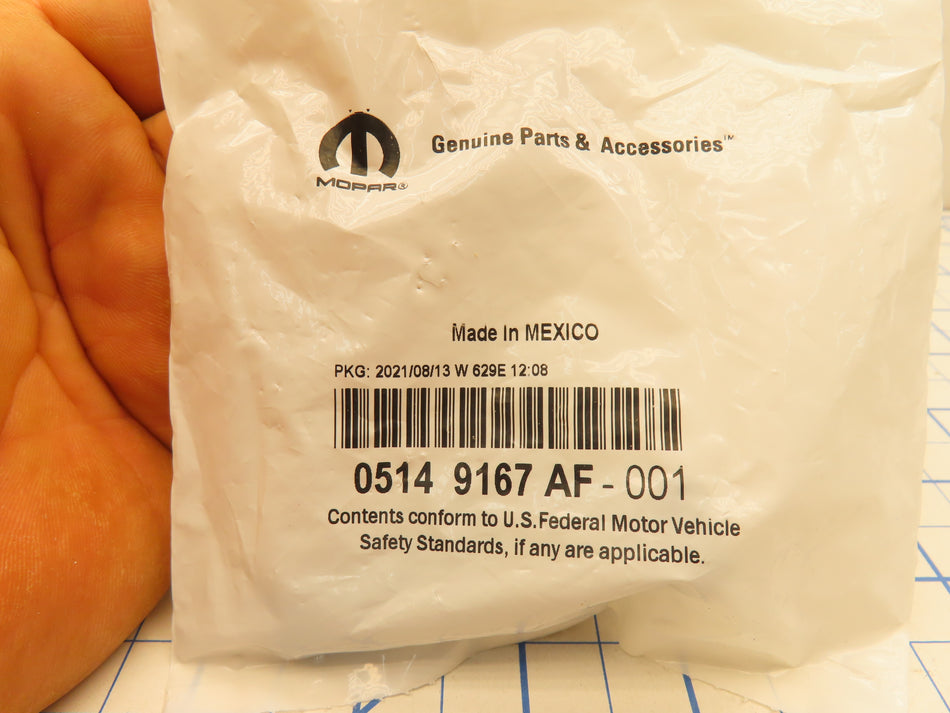 Genuine Parts & Accessories™
MOPAR®
Made In MEXICO
PKG: 2021/08/13 W 629E 12:08
0514 9167 AF - 001
Contents conform to U.S. Federal Motor Vehicle
Safety Standards, if any are applicable.